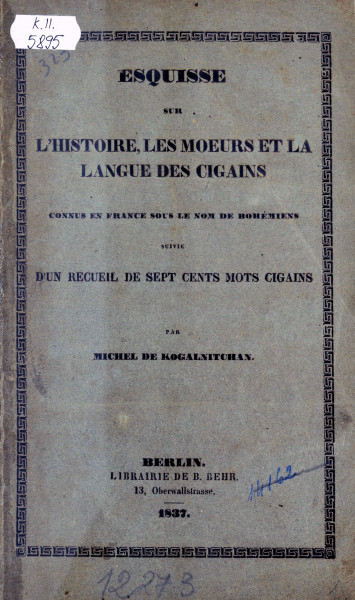 K.II.
5895
323
ESQUISSE
SUR
L'HISTOIRE, LES MOEURS ET LA
LANGUE DES CIGAINS
CONNUS EN FRANCE SOUS LE NOM DE BOHÉMIENS
SUIVIE
D'UN RECUEIL DE SEPT CENTS MOTS CIGAINS
PAR
MICHEL DE KOGALNITCHAN.
BERLIN.
LIBRAIRIE DE B. BEHR.
13, Oberwallstrasse.
1837.
12273